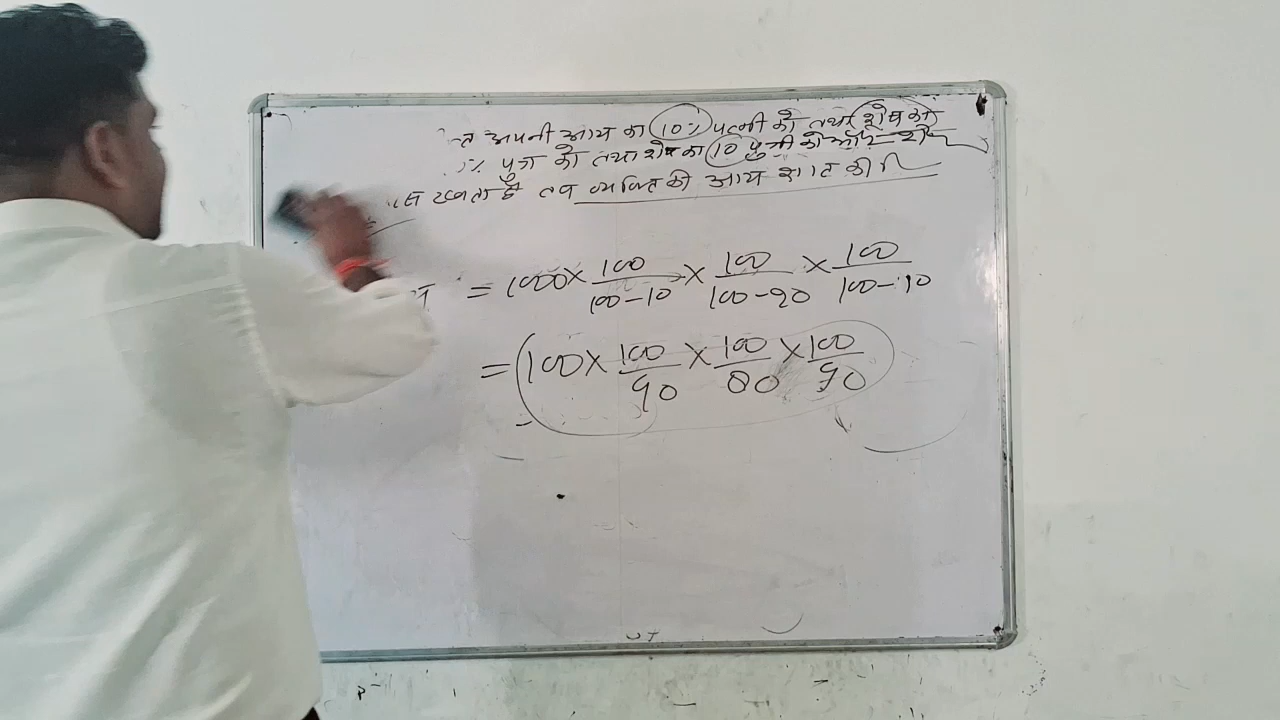 अपनी आय का 10% पत्नी को तथा शेष का
% पुत्र को तथा शेष का 10 पुत्री को और शे
रखता है तब व्यक्ति की आय ज्ञात करो
= 1000 × 100/100-10 × 100/100-20 × 100/100-10
= 100 × 100/90 × 100/80 × 100/90